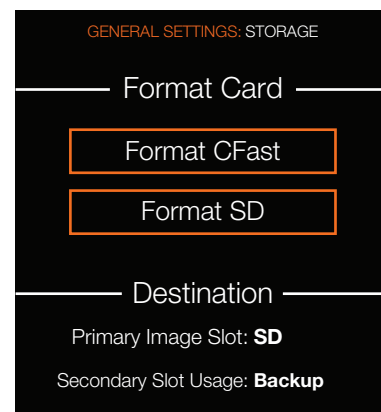 GENERAL SETTINGS: STORAGE
Format Card
Format CFast
Format SD
Destination
Primary Image Slot: SD
Secondary Slot Usage: Backup